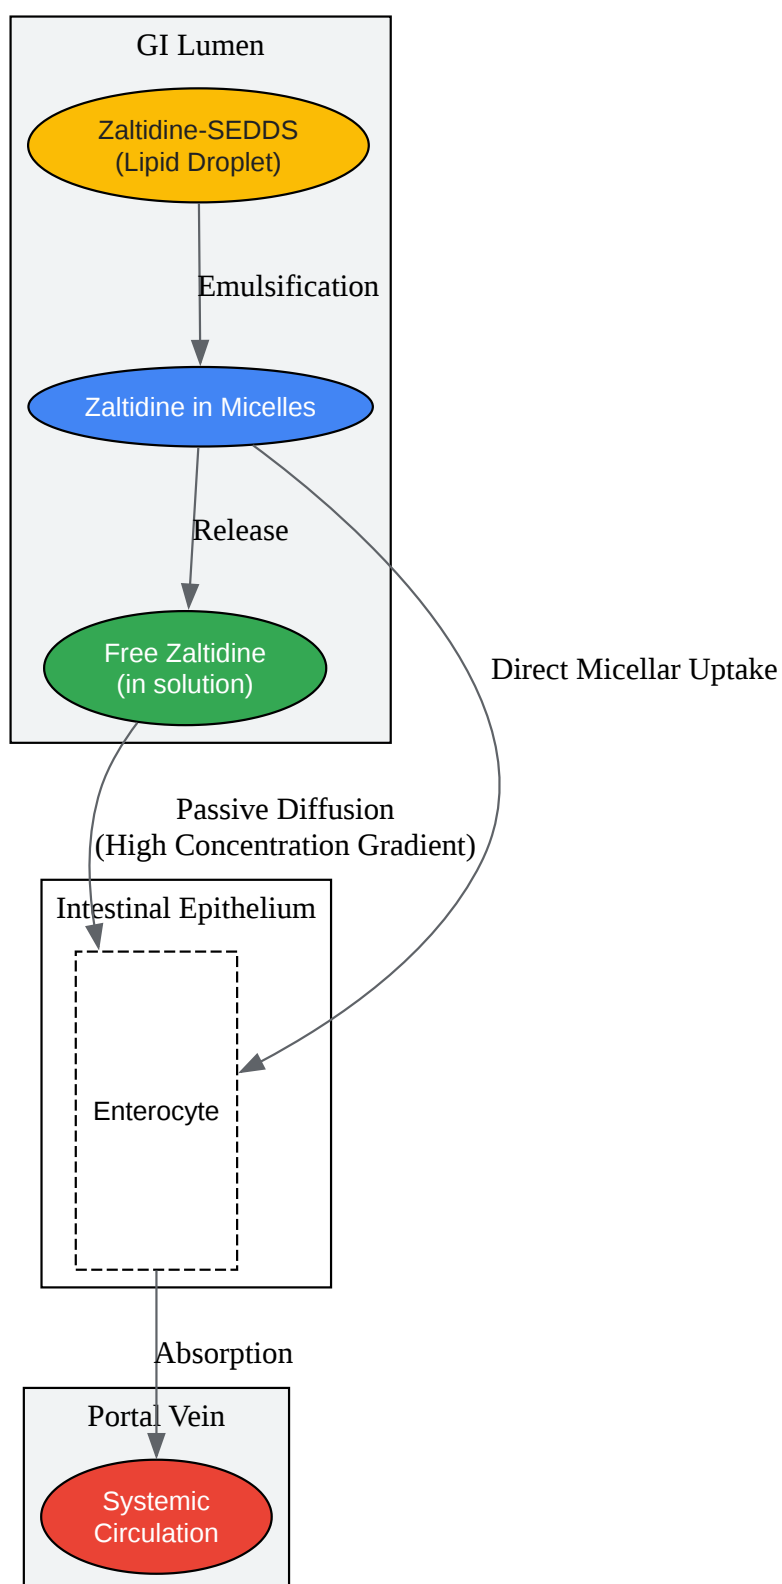 GI Lumen
Zaltidine-SEDDS
(Lipid Droplet)
Emulsification
Zaltidine in Micelles
Release
Free Zaltidine
(in solution)
Direct Micellar Uptake
Passive Diffusion
(High Concentration Gradient)
Intestinal Epithelium
Enterocyte
Absorption
Portal Vein
Systemic
Circulation